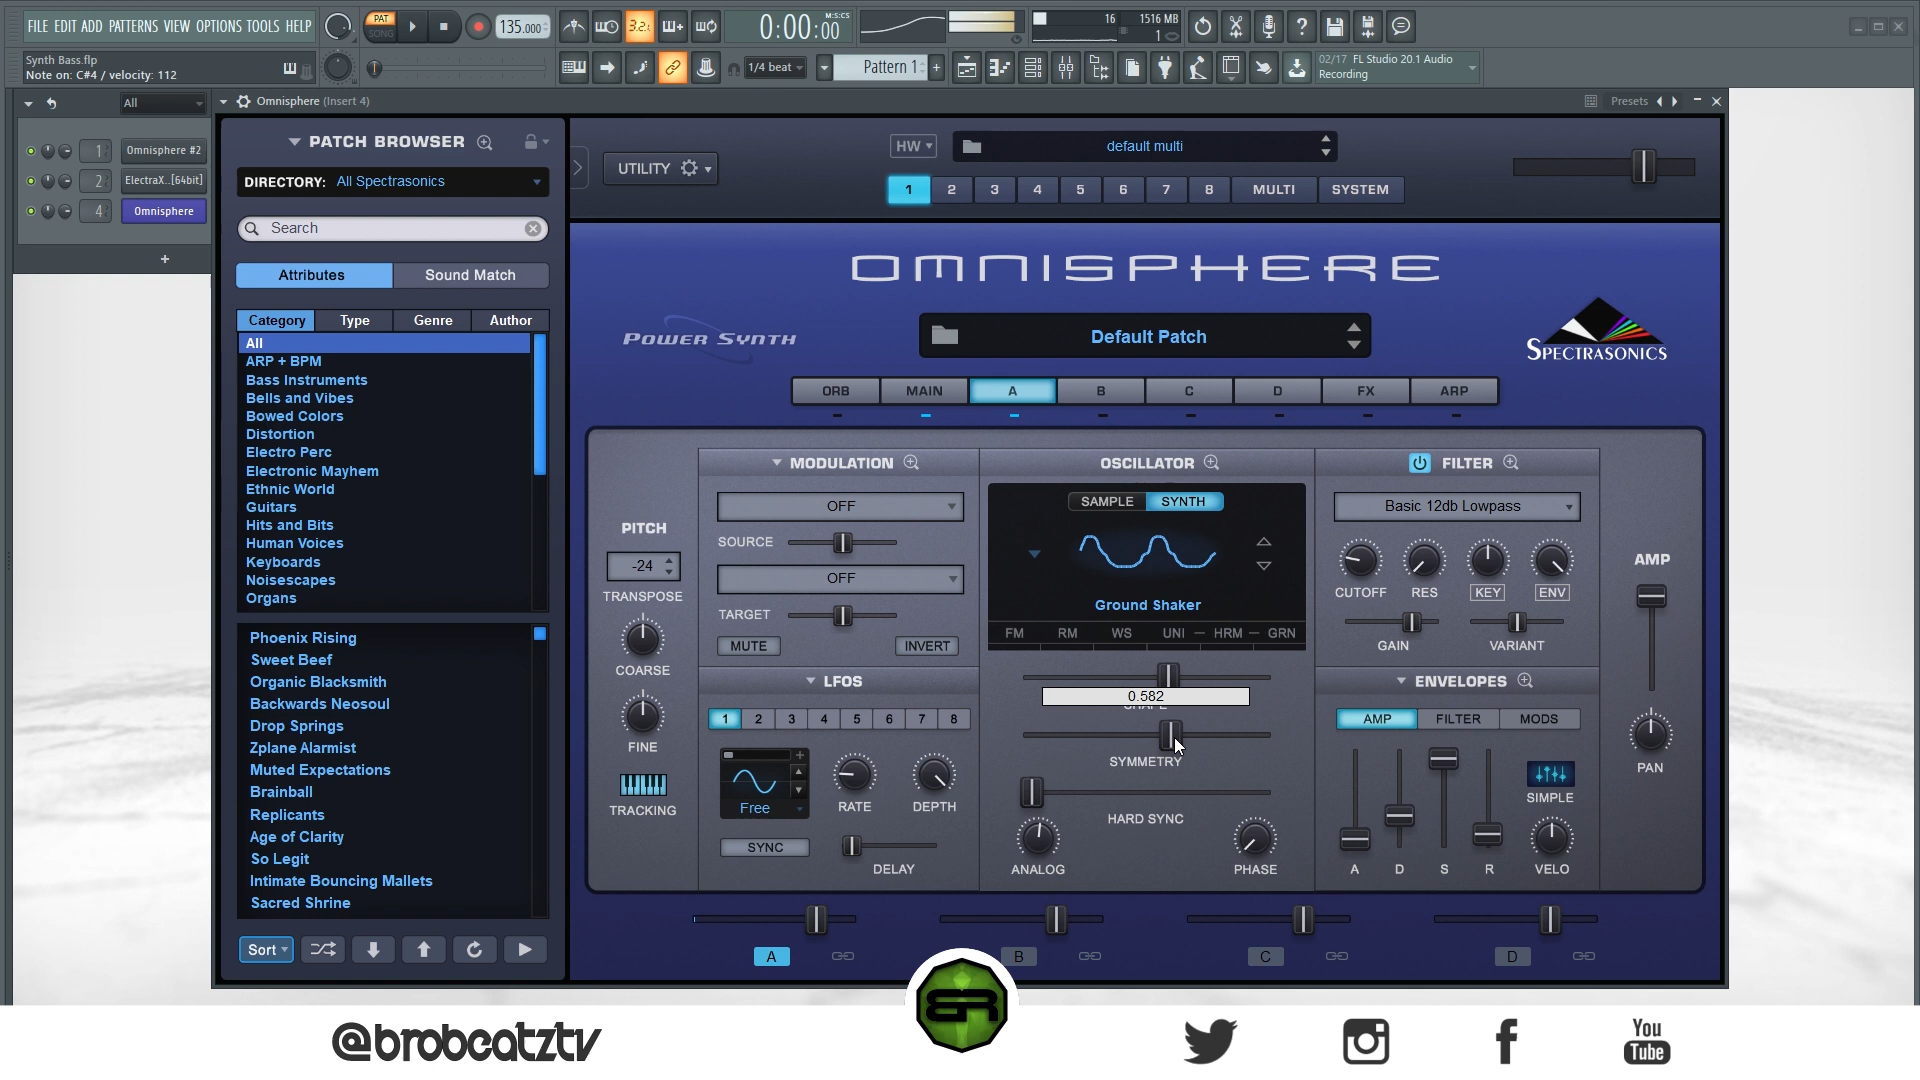 FILE EDIT ADD PATTERNS VIEW OPTIONS TOOLS HELP
PAT
SONG
135.000
3.2.
0:00:00
M:S:CS
16
1516 MB
1
Synth Bass.flp
Note on: C#4 / velocity: 112
1/4 beat
Pattern 1
+
02/17 FL Studio 20.1 Audio
Recording
All
Omnisphere (Insert 4)
Presets
1 Omnisphere #2
2 ElectraX..[64bit]
4 Omnisphere
+
PATCH BROWSER
DIRECTORY: All Spectrasonics
Search
Attributes
Sound Match
Category
Type
Genre
Author
All
ARP + BPM
Bass Instruments
Bells and Vibes
Bowed Colors
Distortion
Electro Perc
Electronic Mayhem
Ethnic World
Guitars
Hits and Bits
Human Voices
Keyboards
Noisescapes
Organs
Phoenix Rising
Sweet Beef
Organic Blacksmith
Backwards Neosoul
Drop Springs
Zplane Alarmist
Muted Expectations
Brainball
Replicants
Age of Clarity
So Legit
Intimate Bouncing Mallets
Sacred Shrine
Sort
UTILITY
HW
default multi
1 2 3 4 5 6 7 8 MULTI SYSTEM
OMNISPHERE
POWER SYNTH
Default Patch
SPECTRASONICS
ORB MAIN A B C D FX ARP
PITCH
-24
TRANSPOSE
COARSE
FINE
TRACKING
MODULATION
OFF
SOURCE
OFF
TARGET
MUTE
INVERT
LFOS
1 2 3 4 5 6 7 8
Free
RATE
DEPTH
SYNC
DELAY
OSCILLATOR
SAMPLE SYNTH
Ground Shaker
FM RM WS UNI HRM GRN
0.582
SHAPE
SYMMETRY
HARD SYNC
ANALOG
PHASE
FILTER
Basic 12db Lowpass
CUTOFF RES KEY ENV
GAIN
VARIANT
ENVELOPES
AMP FILTER MODS
SIMPLE
A D S R VELO
AMP
PAN
A
B
C
D
@brobeatztv
BR
You
Tube